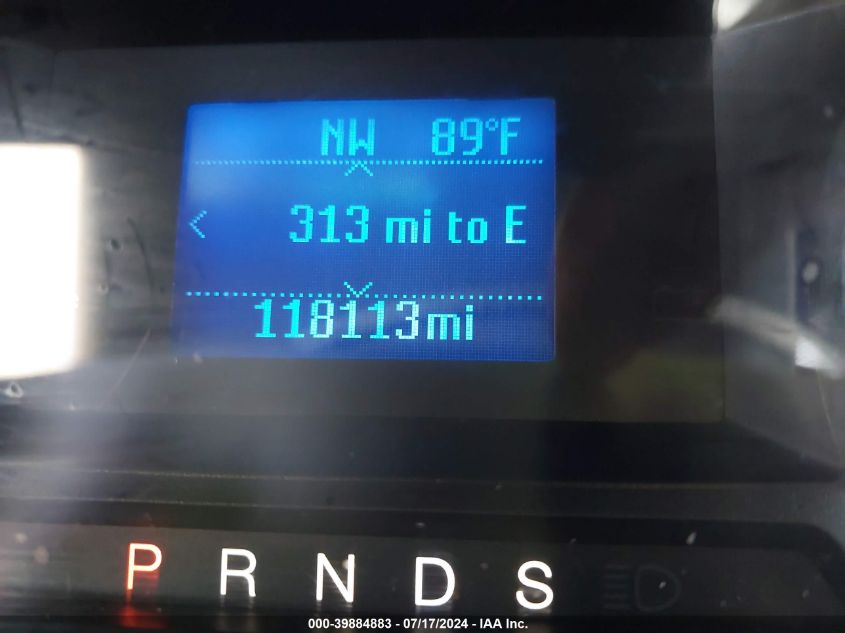 NW 89°F
313 mi to E
118113mi
P R N D S
000-39884883 - 07/17/2024 - IAA Inc.